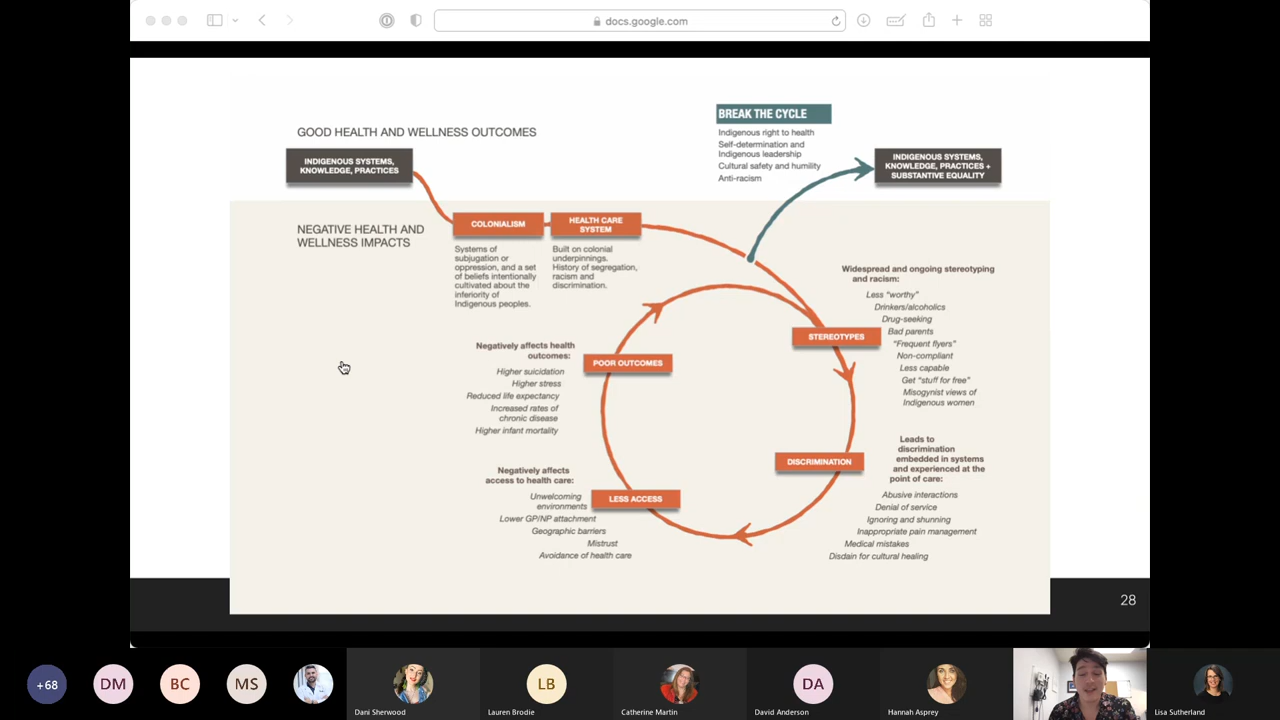 docs.google.com
BREAK THE CYCLE
Indigenous right to health
Self-determination and
Indigenous leadership
Cultural safety and humility
Anti-racism
GOOD HEALTH AND WELLNESS OUTCOMES
INDIGENOUS SYSTEMS,
KNOWLEDGE, PRACTICES
INDIGENOUS SYSTEMS,
KNOWLEDGE, PRACTICES +
SUBSTANTIVE EQUALITY
NEGATIVE HEALTH AND
WELLNESS IMPACTS
COLONIALISM
Systems of
subjugation or
oppression, and a set
of beliefs intentionally
cultivated about the
inferiority of
Indigenous peoples.
HEALTH CARE
SYSTEM
Built on colonial
underpinnings.
History of segregation,
racism and
discrimination.
Widespread and ongoing stereotyping
and racism:
Less “worthy”
Drinkers/alcoholics
Drug-seeking
Bad parents
“Frequent flyers”
Non-compliant
Less capable
Get “stuff for free”
Misogynist views of
Indigenous women
STEREOTYPES
Negatively affects health
outcomes:
Higher suicidation
Higher stress
Reduced life expectancy
Increased rates of
chronic disease
Higher infant mortality
POOR OUTCOMES
Leads to
discrimination
embedded in systems
and experienced at the
point of care:
Abusive interactions
Denial of service
Ignoring and shunning
Inappropriate pain management
Medical mistakes
Disdain for cultural healing
DISCRIMINATION
Negatively affects
access to health care:
Unwelcoming
environments
Lower GP/NP attachment
Geographic barriers
Mistrust
Avoidance of health care
LESS ACCESS
28
+68
DM
BC
MS
Dani Sherwood
LB
Lauren Brodie
Catherine Martin
DA
David Anderson
Hannah Asprey
Lisa Sutherland